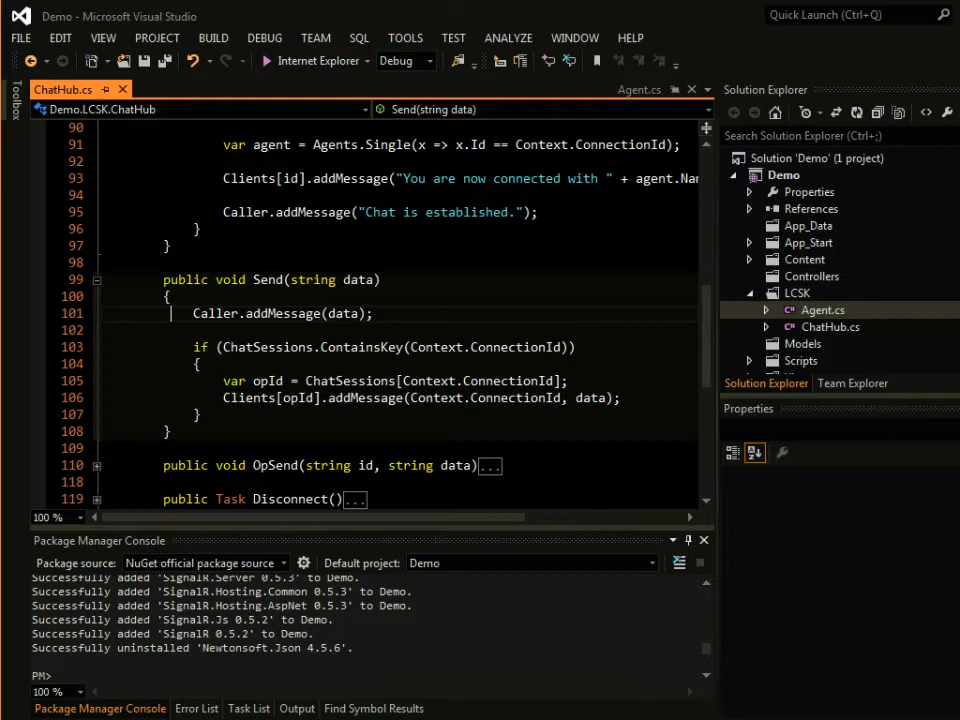 Demo - Microsoft Visual Studio
Quick Launch (Ctrl+Q)
FILE EDIT VIEW PROJECT BUILD DEBUG TEAM SQL TOOLS TEST ANALYZE WINDOW HELP
Internet Explorer Debug
Toolbox
ChatHub.cs
Agent.cs
Demo.LCSK.ChatHub
Send(string data)
90
91 var agent = Agents.Single(x => x.Id == Context.ConnectionId);
92
93 Clients[id].addMessage("You are now connected with " + agent.Nam
94
95 Caller.addMessage("Chat is established.");
96 }
97 }
98
99 public void Send(string data)
100 {
101 Caller.addMessage(data);
102
103 if (ChatSessions.ContainsKey(Context.ConnectionId))
104 {
105 var opId = ChatSessions[Context.ConnectionId];
106 Clients[opId].addMessage(Context.ConnectionId, data);
107 }
108 }
109
110 public void OpSend(string id, string data)...
118
119 public Task Disconnect()...
100 %
Solution Explorer
Search Solution Explorer (Ctrl+;)
Solution 'Demo' (1 project)
Demo
Properties
References
App_Data
App_Start
Content
Controllers
LCSK
Agent.cs
ChatHub.cs
Models
Scripts
Solution Explorer Team Explorer
Properties
Package Manager Console
Package source: NuGet official package source Default project: Demo
Successfully added 'SignalR.Server 0.5.3' to Demo.
Successfully added 'SignalR.Hosting.Common 0.5.3' to Demo.
Successfully added 'SignalR.Hosting.AspNet 0.5.3' to Demo.
Successfully added 'SignalR.Js 0.5.2' to Demo.
Successfully added 'SignalR 0.5.2' to Demo.
Successfully uninstalled 'Newtonsoft.Json 4.5.6'.
PM>
100 %
Package Manager Console Error List Task List Output Find Symbol Results